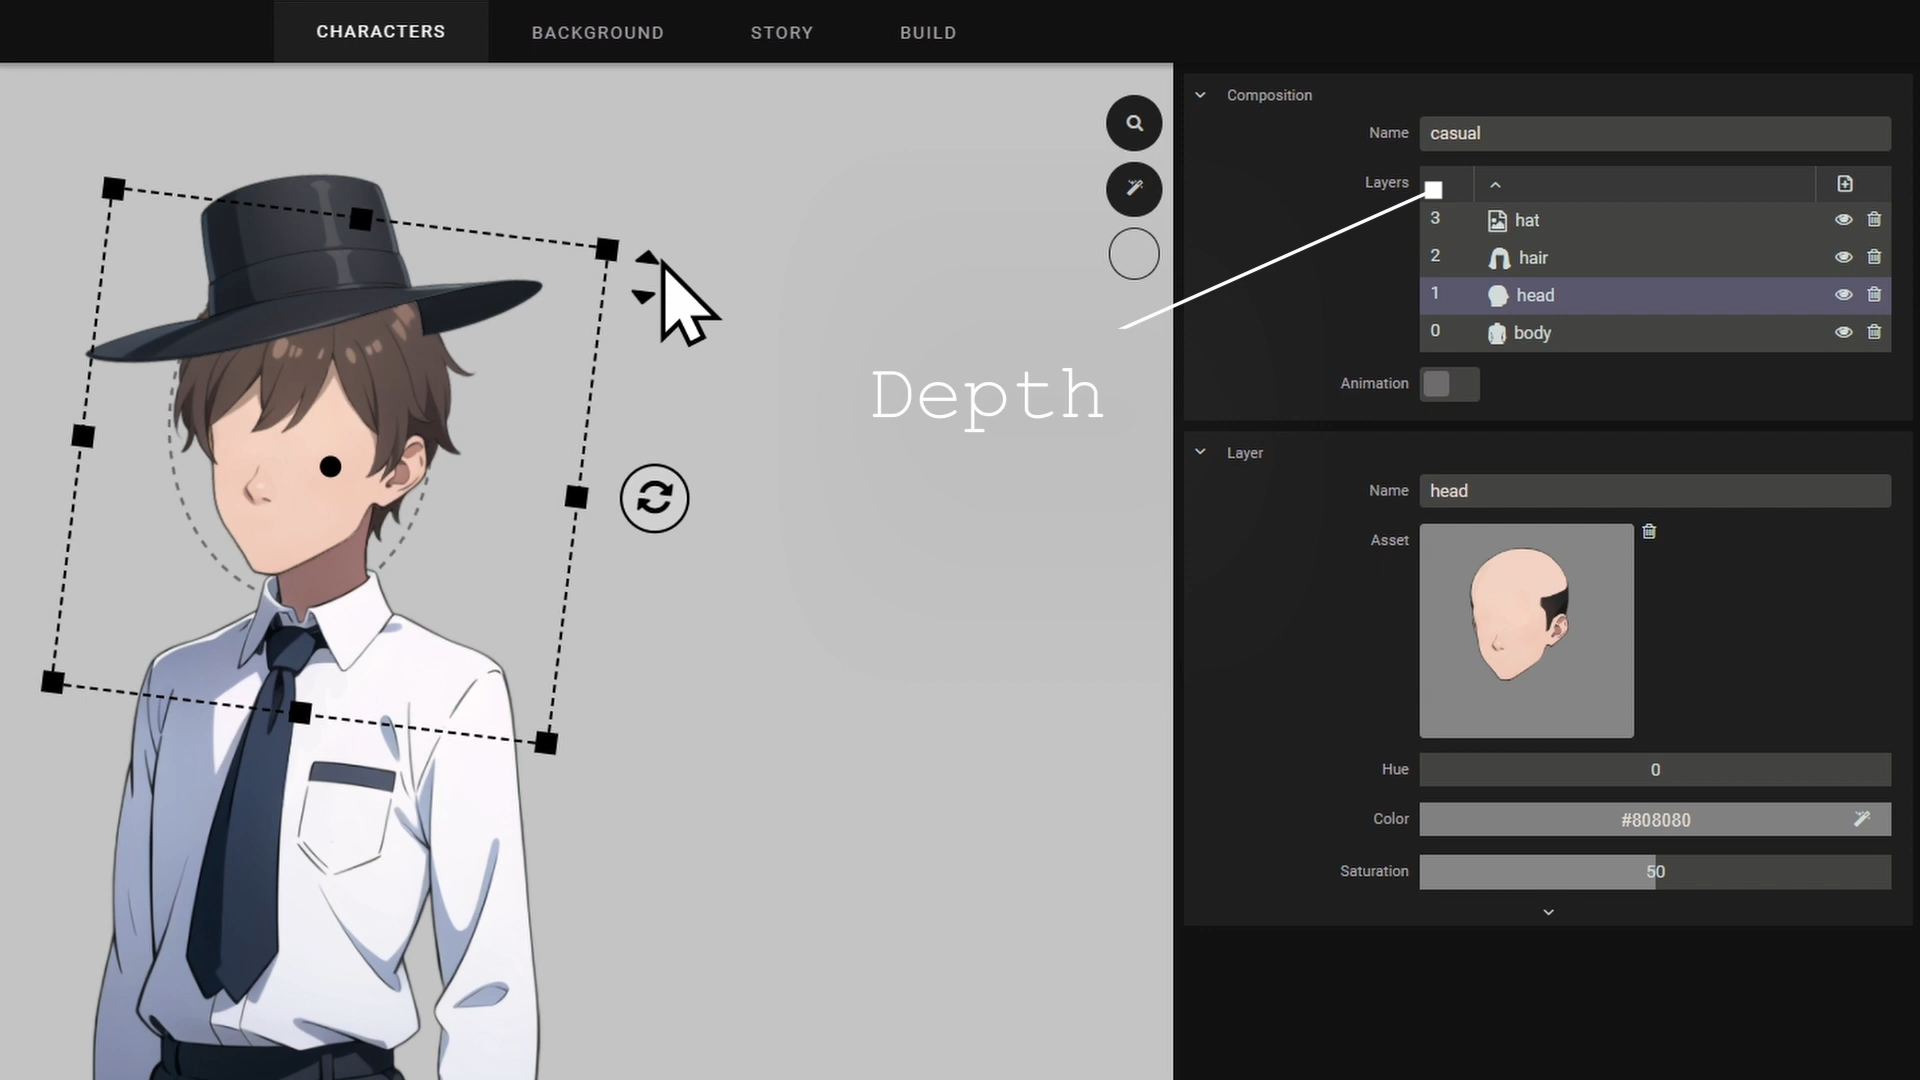 CHARACTERS BACKGROUND STORY BUILD
Composition
Name casual
Layers
3 hat
2 hair
1 head
0 body
Animation
Depth
Layer
Name head
Asset
Hue 0
Color #808080
Saturation 50